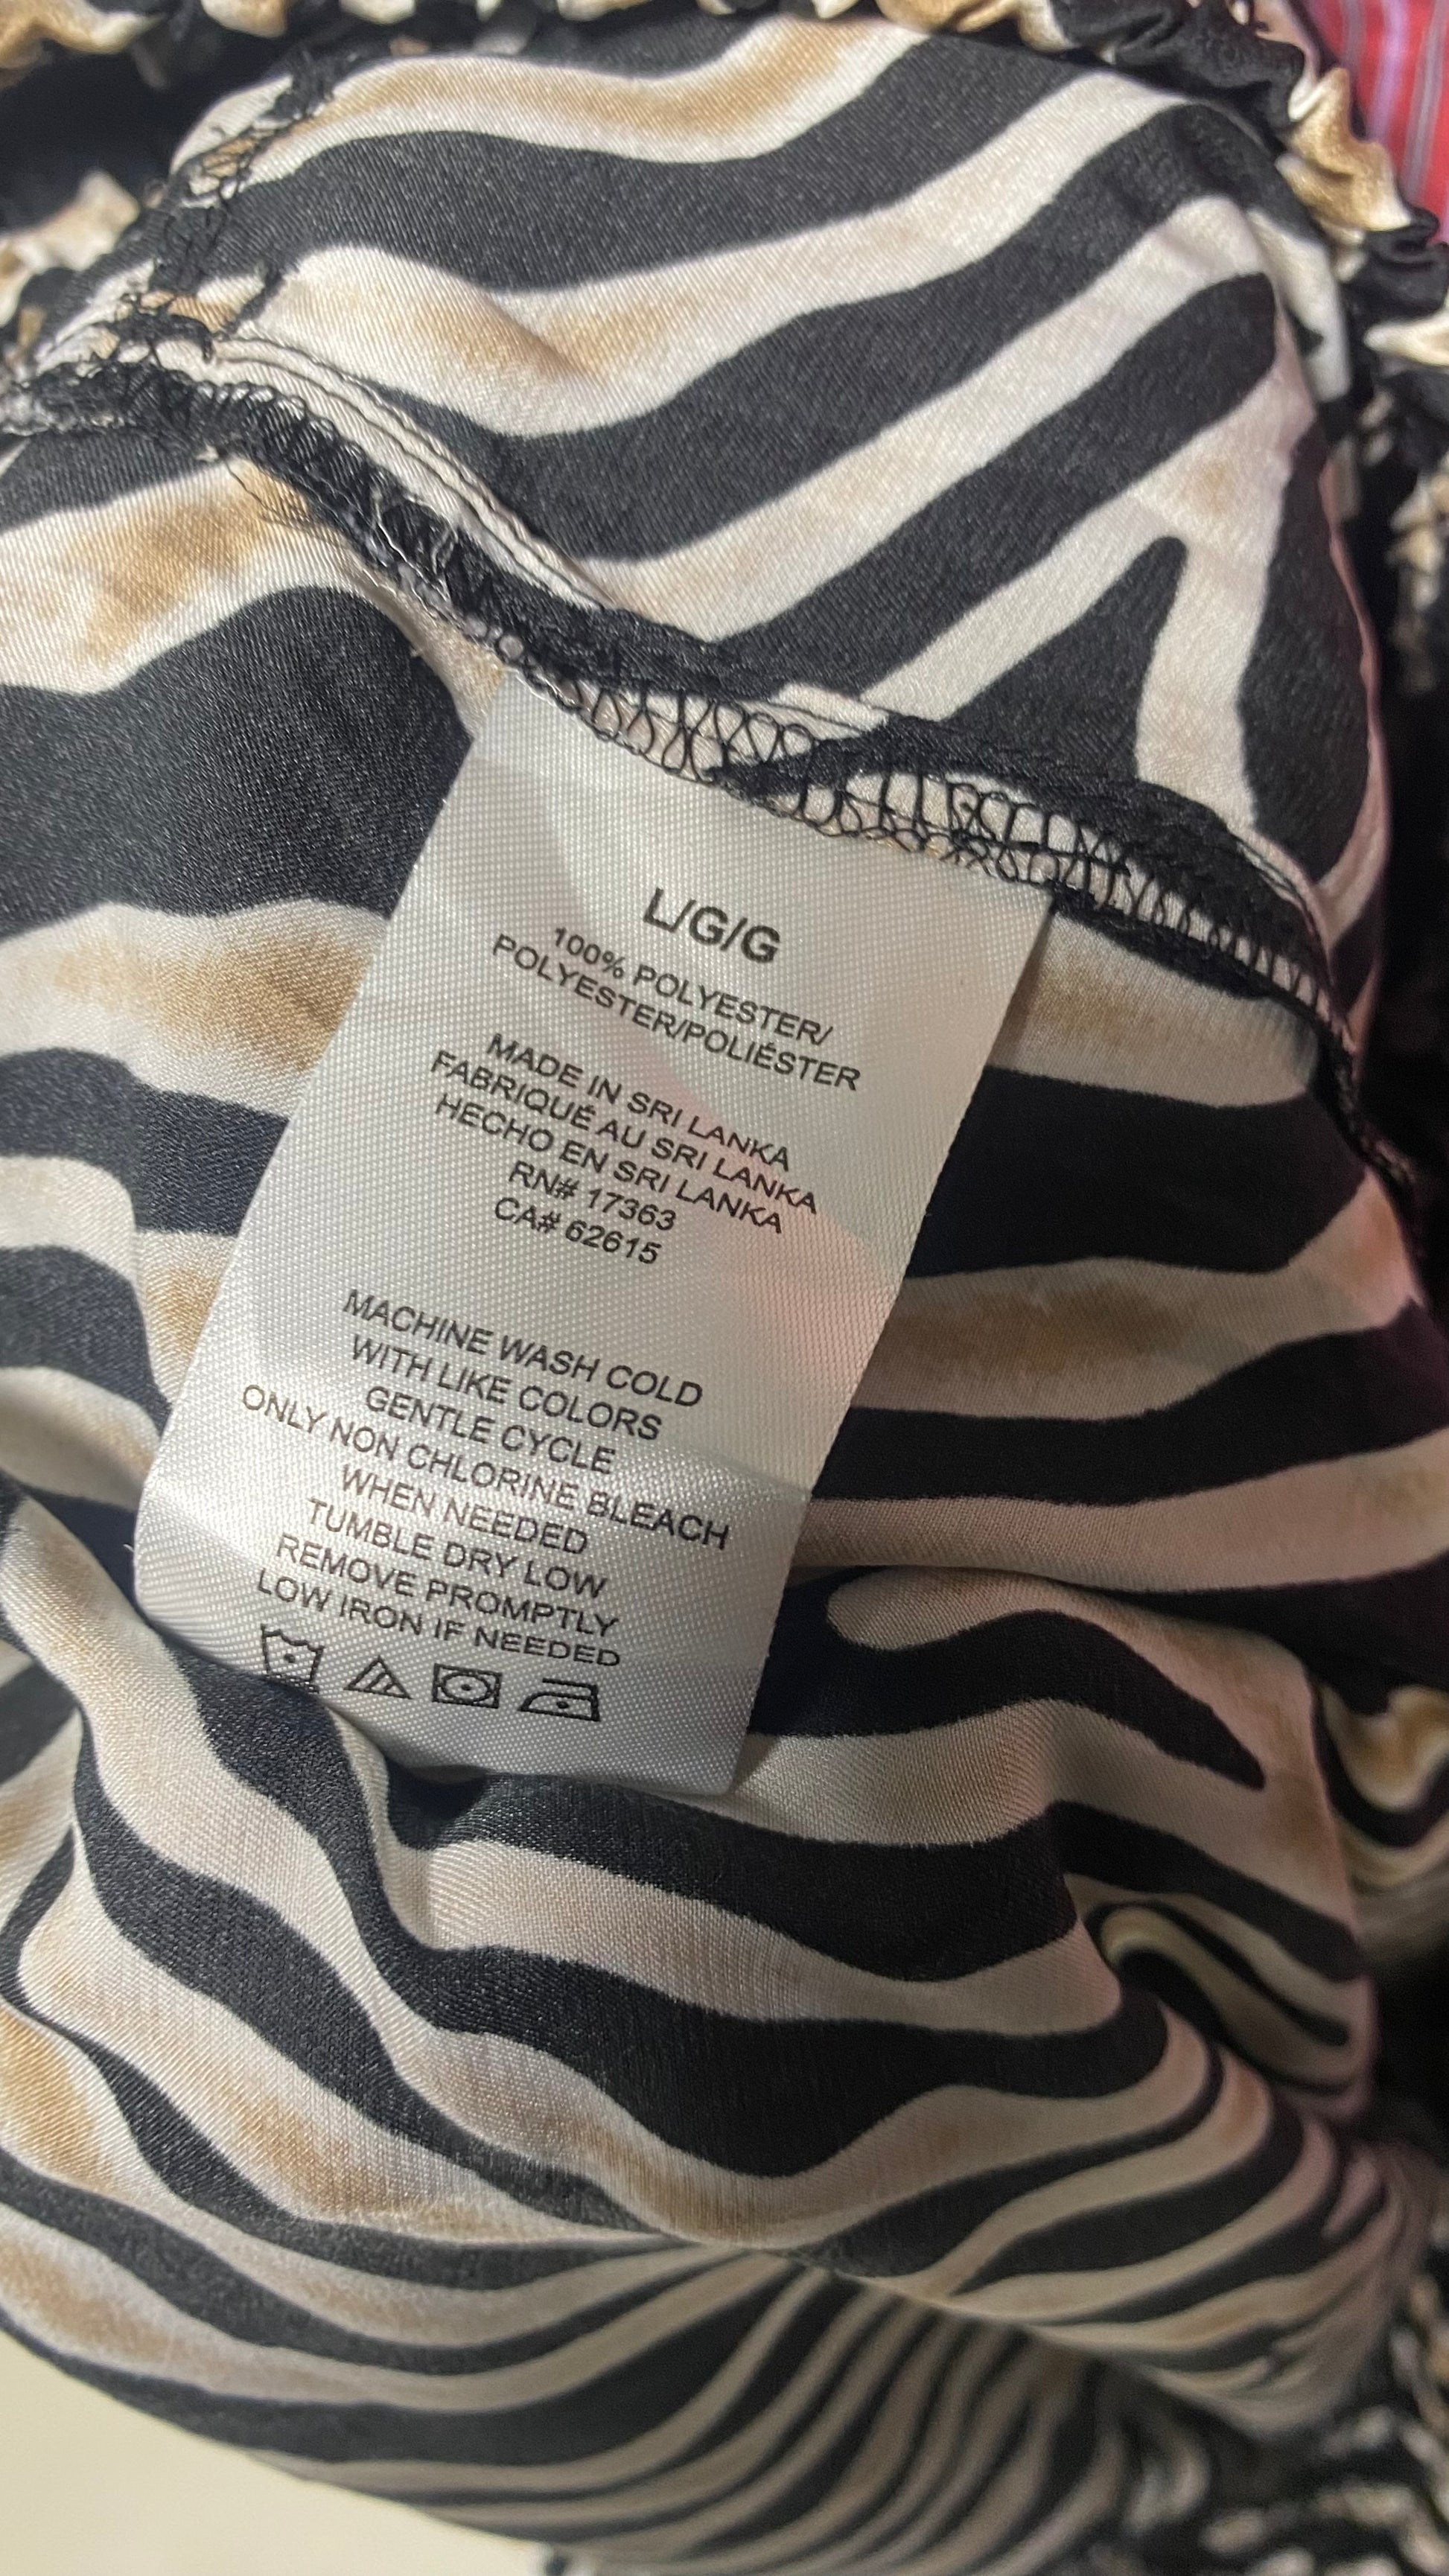 L/G/G
100% POLYESTER/
POLYESTER/POLIÉSTER
MADE IN SRI LANKA
FABRIQUÉ AU SRI LANKA
HECHO EN SRI LANKA
RN# 17363
CA# 62615
MACHINE WASH COLD
WITH LIKE COLORS
GENTLE CYCLE
ONLY NON CHLORINE BLEACH
WHEN NEEDED
TUMBLE DRY LOW
REMOVE PROMPTLY
LOW IRON IF NEEDED